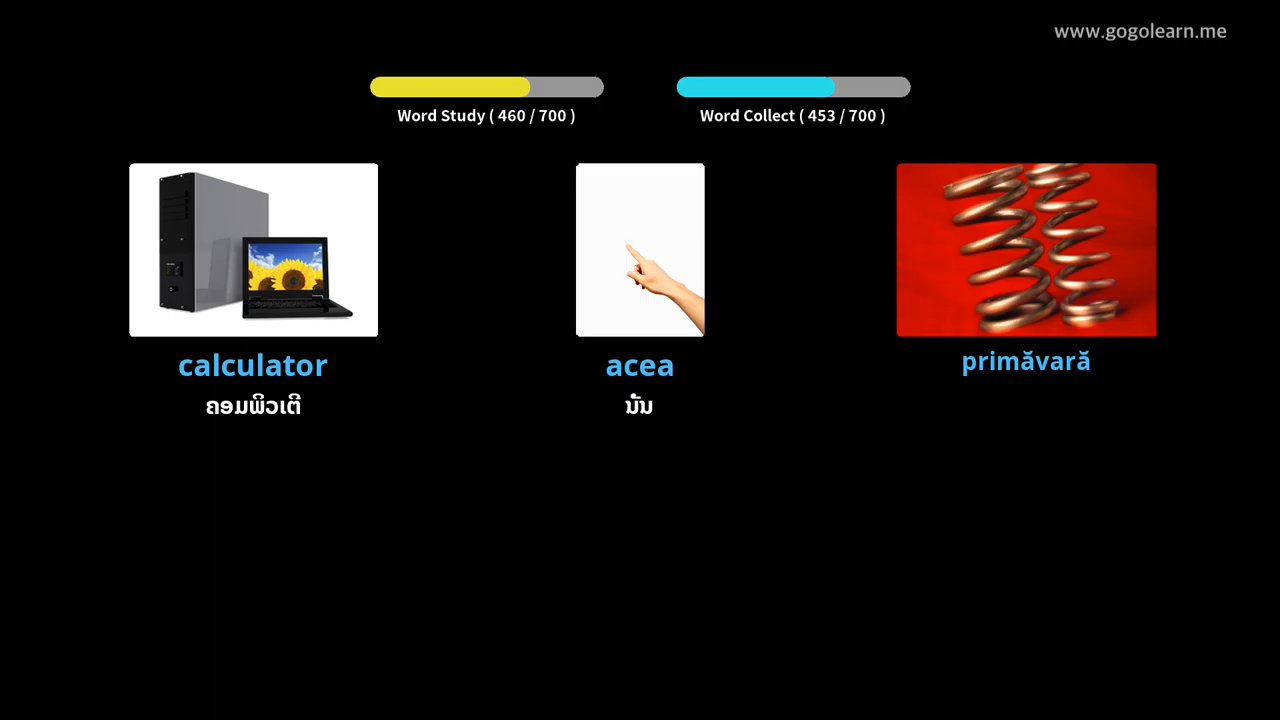 www.gogolearn.me
Word Study ( 460 / 700 )
Word Collect ( 453 / 700 )
calculator
acea
primăvară
ຄອມພິວເຕີ
ນັ້ນ